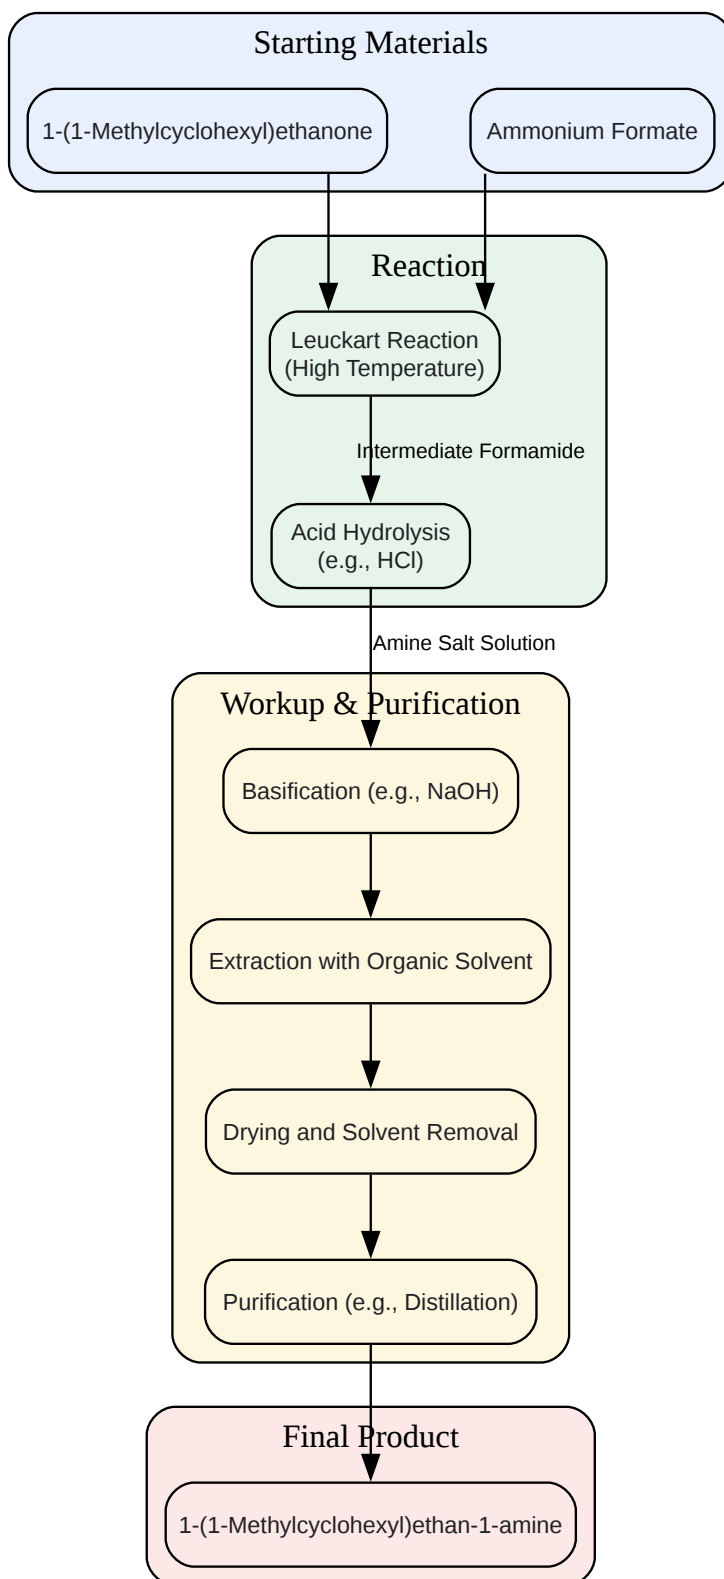 Starting Materials
1-(1-Methylcyclohexyl)ethanone
Ammonium Formate
Reaction
Leuckart Reaction
(High Temperature)
Intermediate Formamide
Acid Hydrolysis
(e.g., HCl)
Amine Salt Solution
Workup & Purification
Basification (e.g., NaOH)
Extraction with Organic Solvent
Drying and Solvent Removal
Purification (e.g., Distillation)
Final Product
1-(1-Methylcyclohexyl)ethan-1-amine